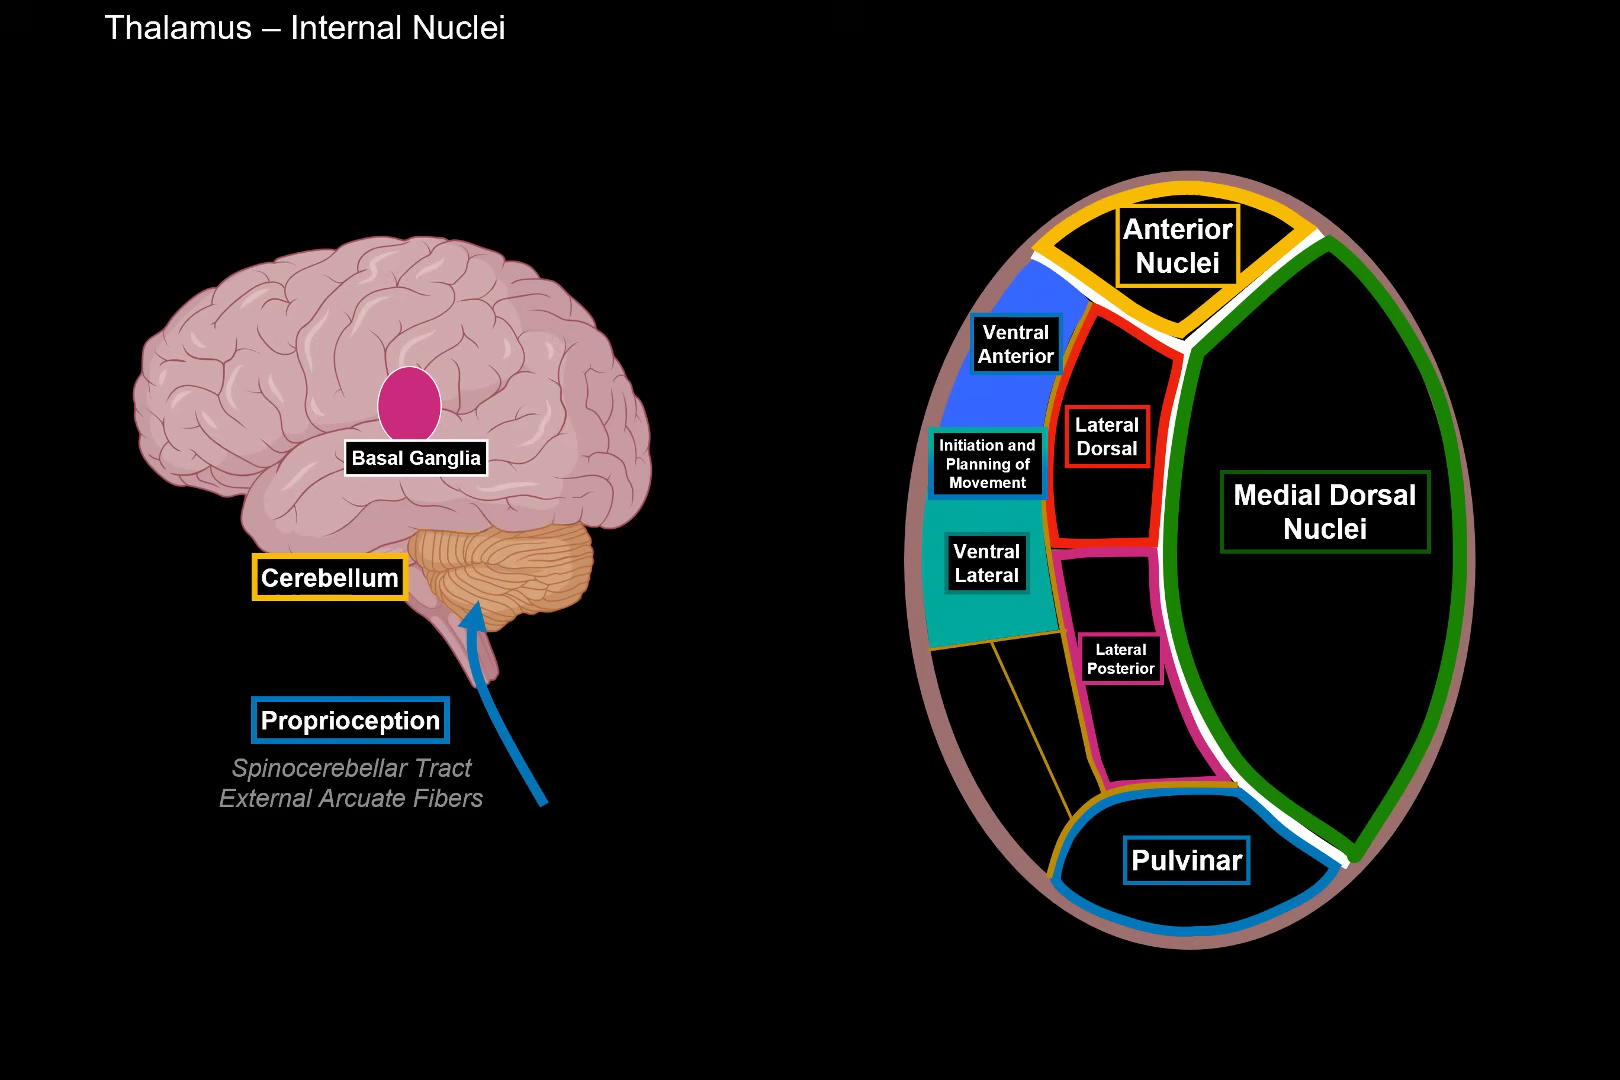 Thalamus – Internal Nuclei
Basal Ganglia
Cerebellum
Proprioception
Spinocerebellar Tract
External Arcuate Fibers
Anterior
Nuclei
Ventral
Anterior
Lateral
Dorsal
Initiation and
Planning of
Movement
Medial Dorsal
Nuclei
Ventral
Lateral
Lateral
Posterior
Pulvinar